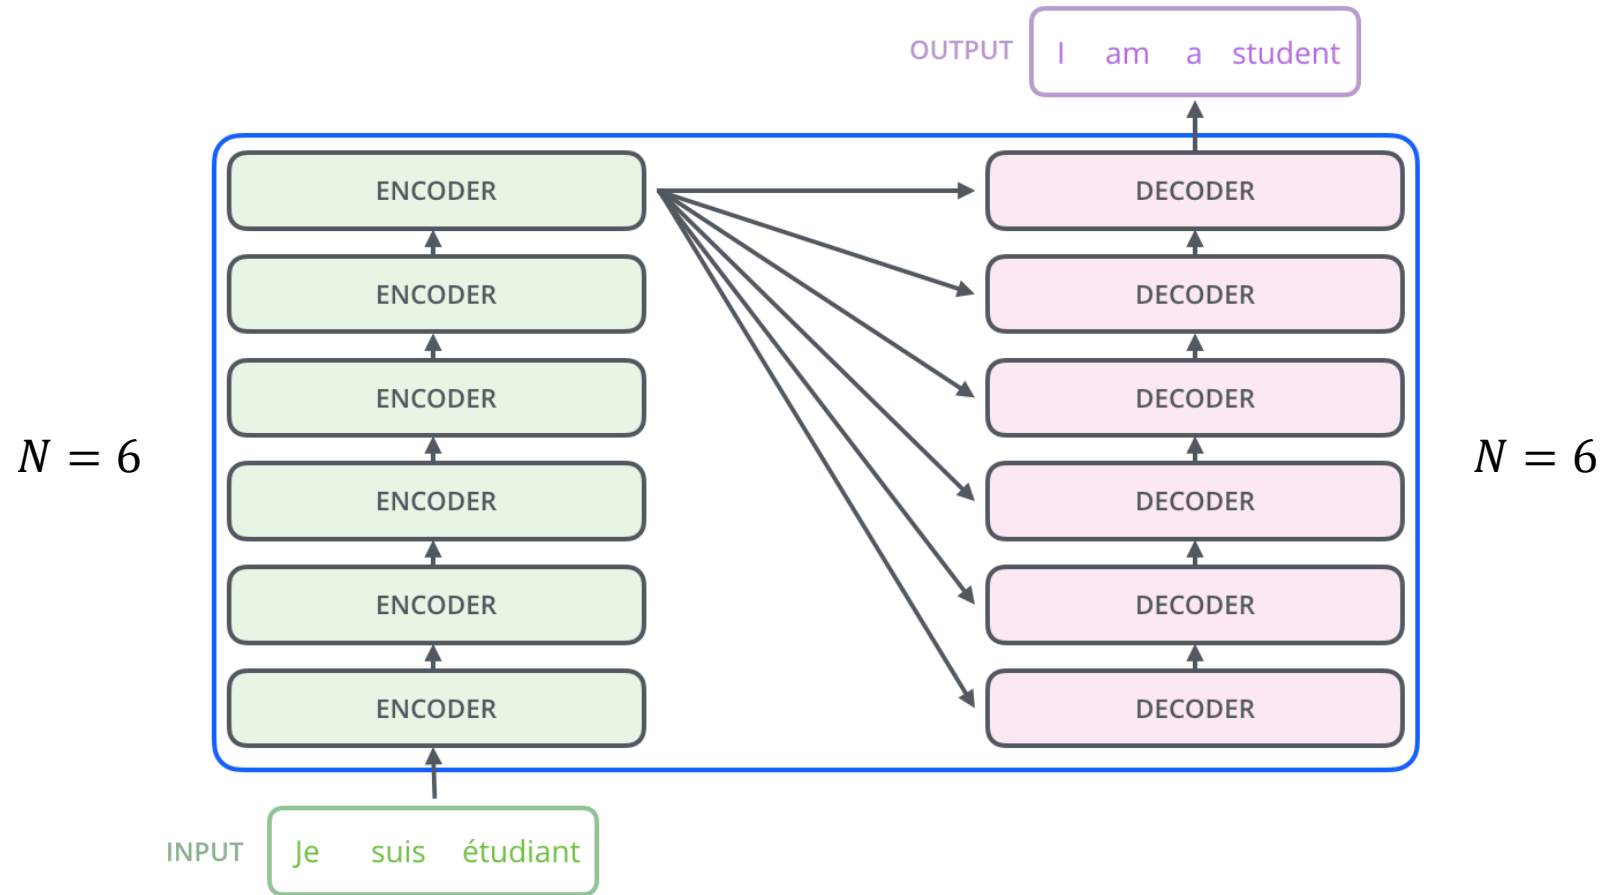 OUTPUT I am a student
ENCODER
ENCODER
ENCODER
ENCODER
ENCODER
ENCODER
DECODER
DECODER
DECODER
DECODER
DECODER
DECODER
N = 6
N = 6
INPUT Je suis étudiant